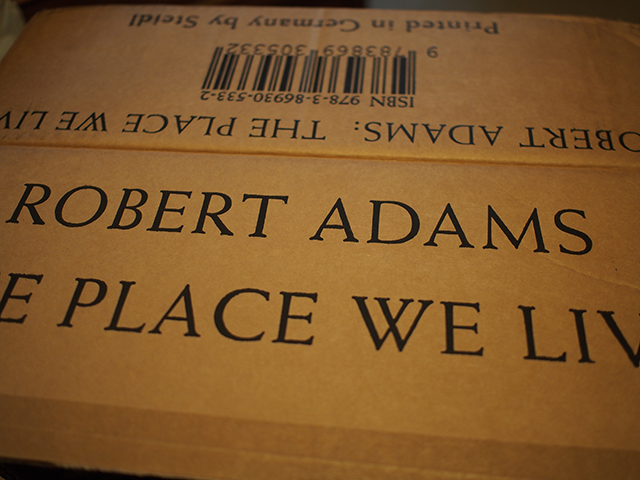 OBERT ADAMS: THE PLACE WE LIV
ISBN 978-3-86930-533-2
9 783869 305332
Printed in Germany by Steidl
ROBERT ADAMS
E PLACE WE LIV